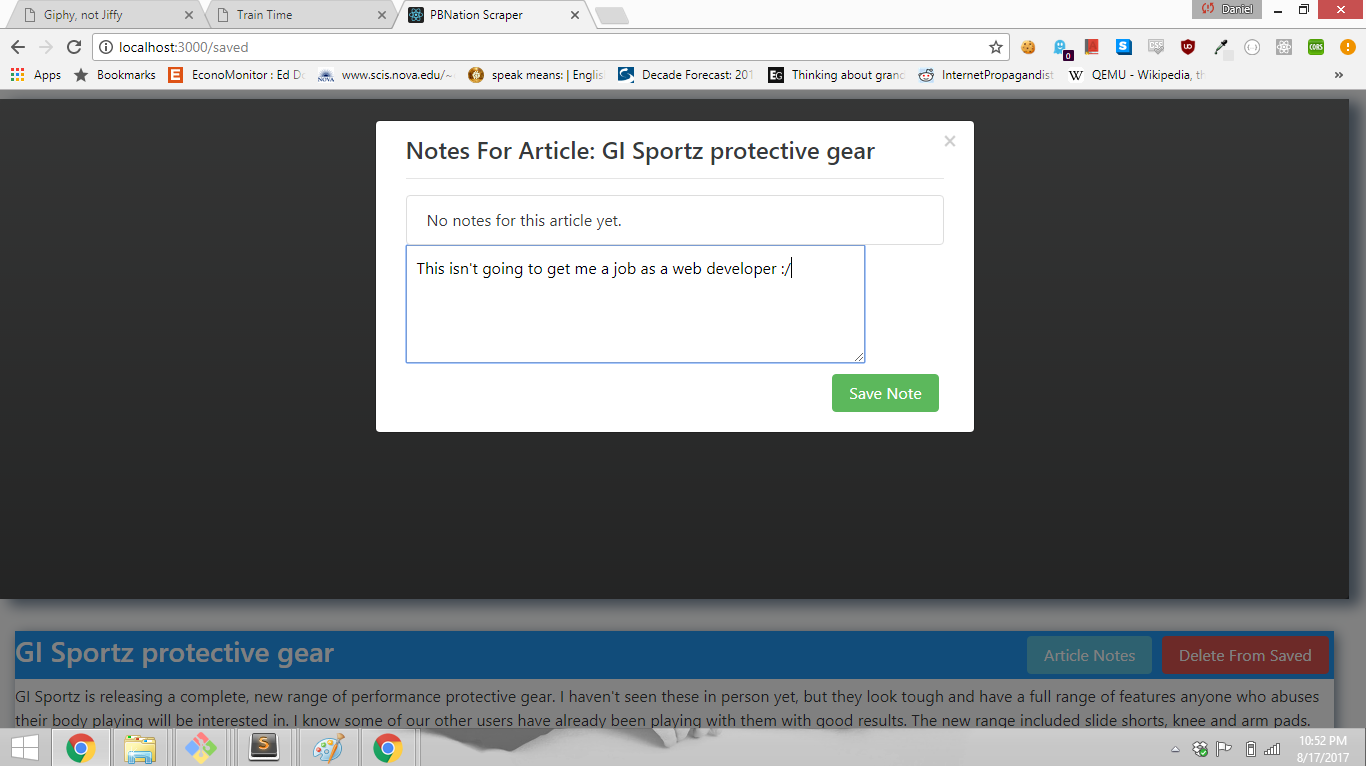 Giphy, not Jiffy
Train Time
PBNation Scraper
Daniel
localhost:3000/saved
0
Apps
Bookmarks
EconoMonitor : Ed
www.scis.nova.edu/~
speak means: | Englis
Decade Forecast: 201
EG
Thinking about gran
InternetPropagandist
W
QEMU - Wikipedia, t
Notes For Article: GI Sportz protective gear
No notes for this article yet.
This isn't going to get me a job as a web developer :/
Save Note
GI Sportz protective gear
Article Notes
Delete From Saved
GI Sportz is releasing a complete, new range of performance protective gear. I haven't seen these in person yet, but they look tough and have a full range of features anyone who abuses
their body playing will be interested in. I know some of our other users have already been playing with them with good results. The new range included slide shorts, knee and arm pads.
10:52 PM
8/17/2017